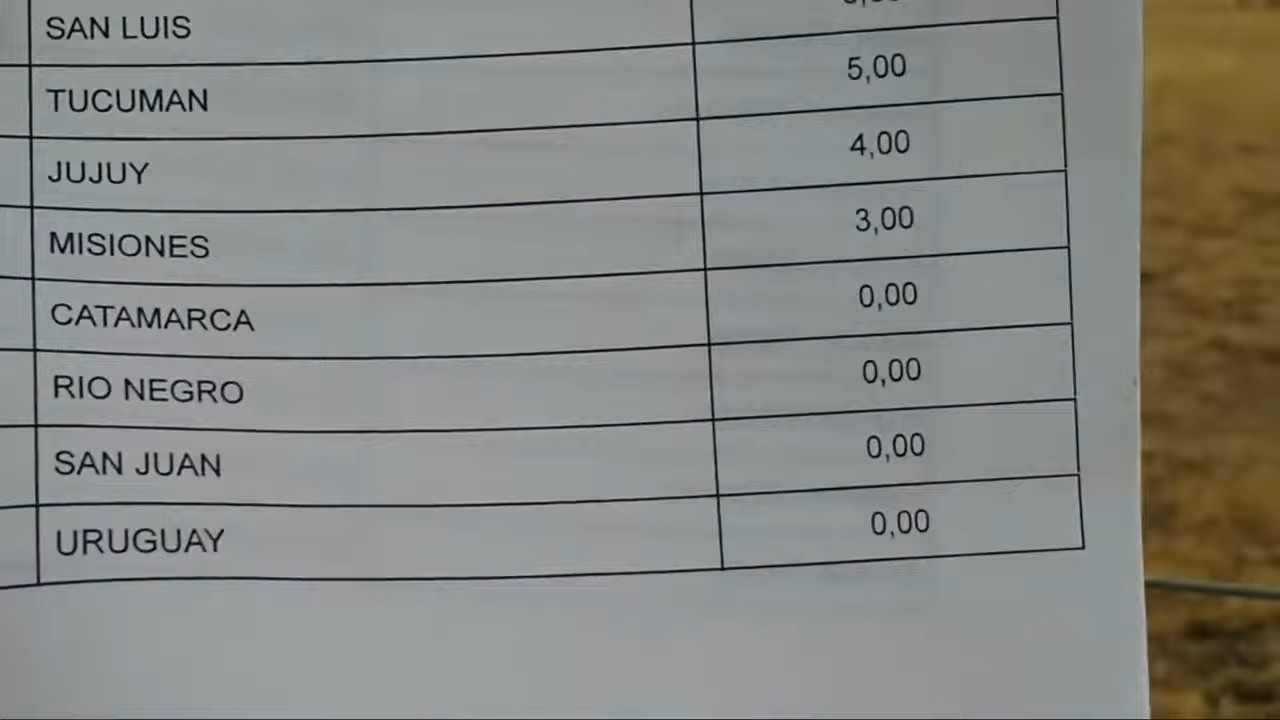 SAN LUIS
TUCUMAN 5,00
JUJUY 4,00
MISIONES 3,00
CATAMARCA 0,00
RIO NEGRO 0,00
SAN JUAN 0,00
URUGUAY 0,00